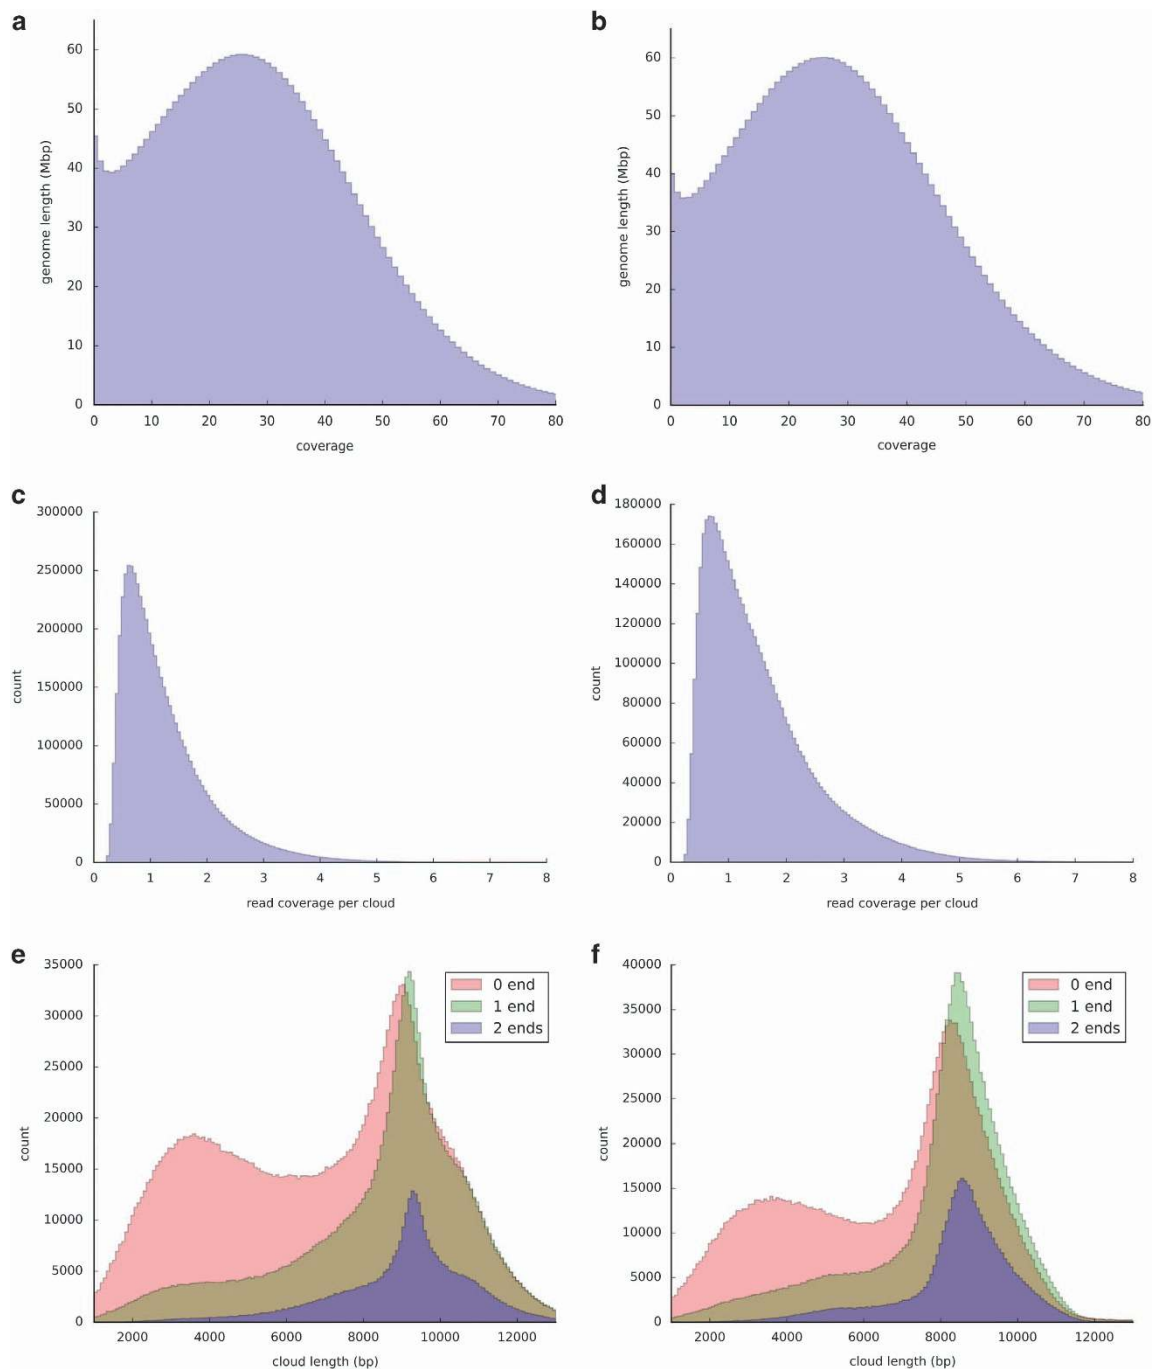 a
60
50
40
30
20
10
0
genome length (Mbp)
0 10 20 30 40 50 60 70 80
coverage
b
60
50
40
30
20
10
0
genome length (Mbp)
0 10 20 30 40 50 60 70 80
coverage
c
300000
250000
200000
150000
100000
50000
0
count
0 1 2 3 4 5 6 7 8
read coverage per cloud
d
180000
160000
140000
120000
100000
80000
60000
40000
20000
0
count
0 1 2 3 4 5 6 7 8
read coverage per cloud
e
35000
30000
25000
20000
15000
10000
5000
0
count
0 end
1 end
2 ends
2000 4000 6000 8000 10000 12000
cloud length (bp)
f
40000
35000
30000
25000
20000
15000
10000
5000
0
count
0 end
1 end
2 ends
2000 4000 6000 8000 10000 12000
cloud length (bp)